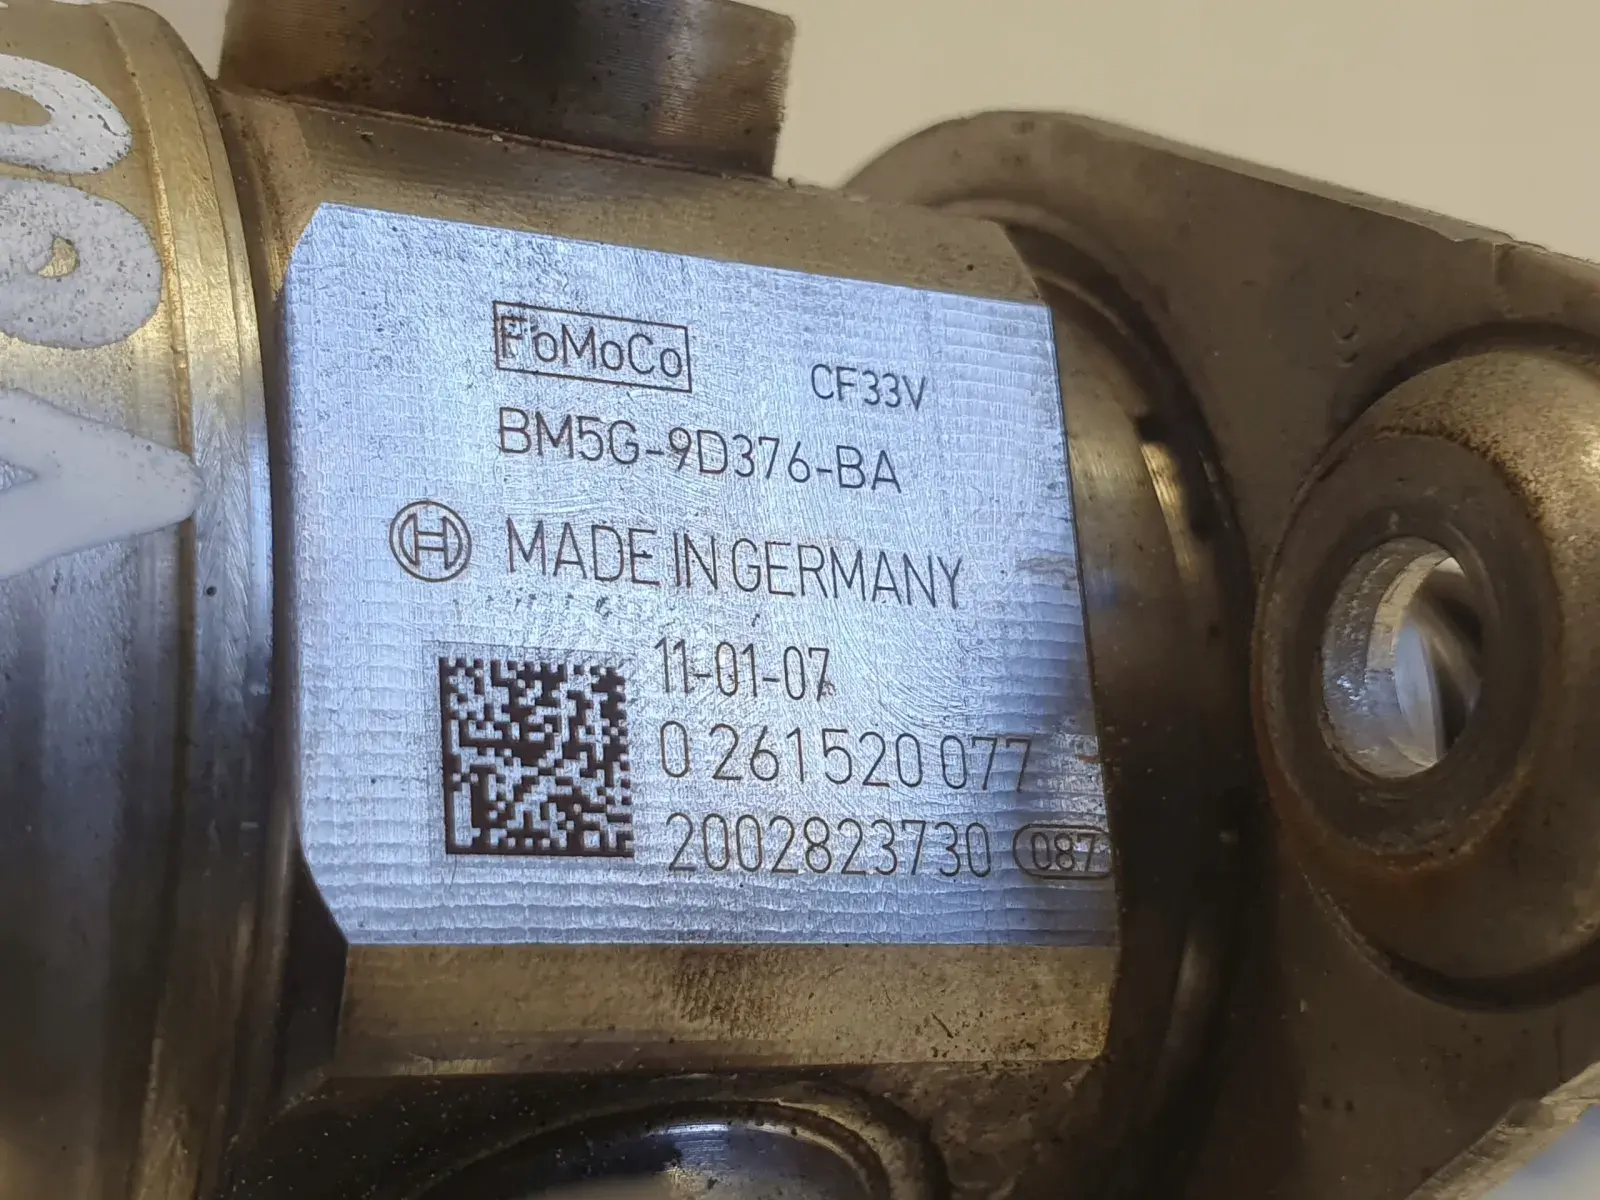 FoMoCo CF33V
BM5G-9D376-BA
MADE IN GERMANY
11-01-07
0 261 520 077
2002823730 087